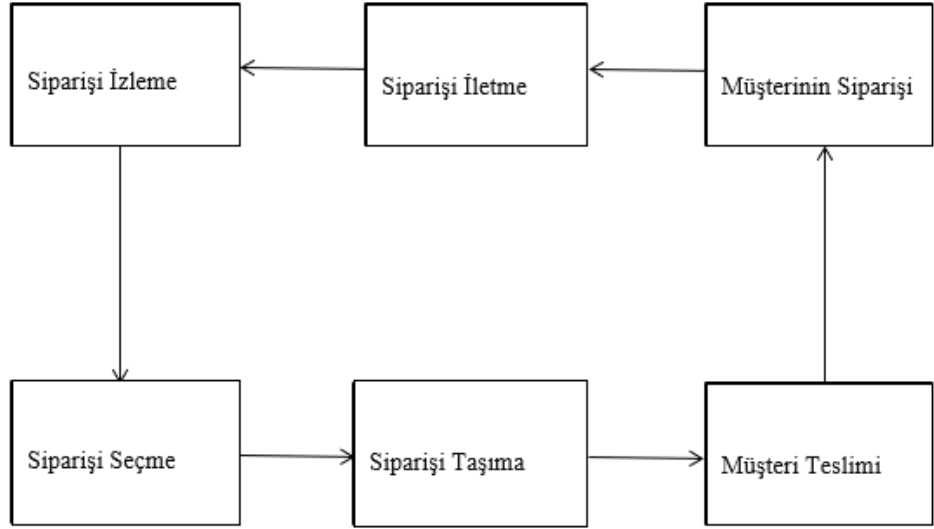 Siparişi İzleme
Siparişi İletme
Müşterinin Siparişi
Siparişi Seçme
Siparişi Taşıma
Müşteri Teslimi